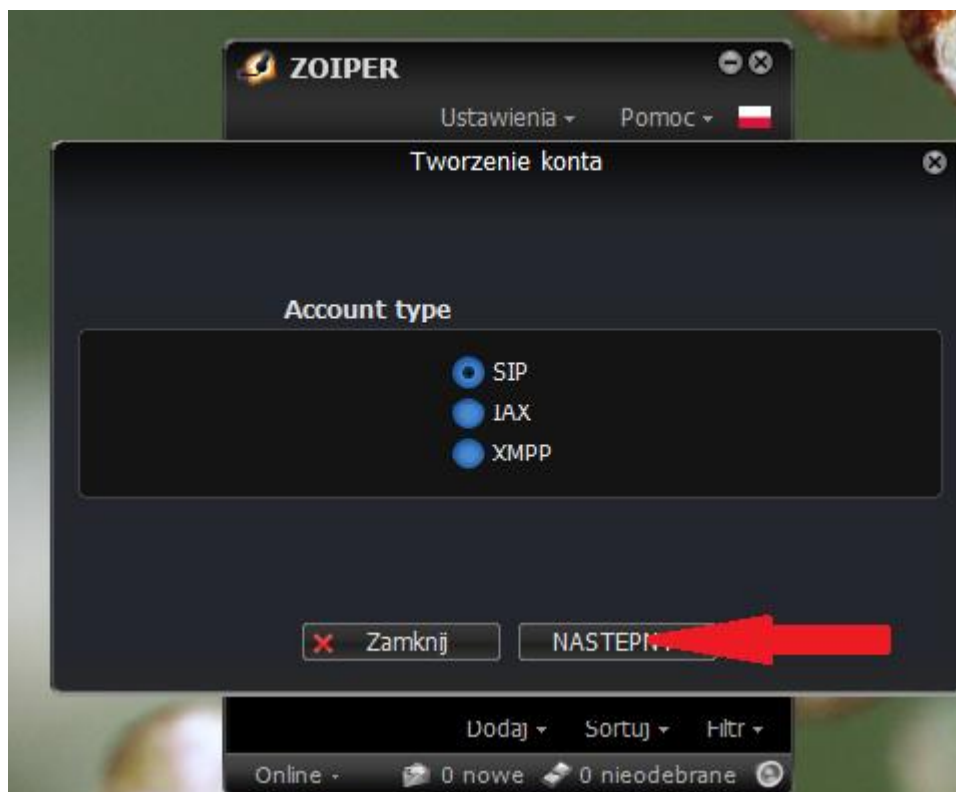 ZOIPER
Ustawienia Pomoc
Tworzenie konta
Account type
SIP
IAX
XMPP
Zamknij
Dodaj Sortuj Filtr
Online 0 nowe 0 nieodebrane